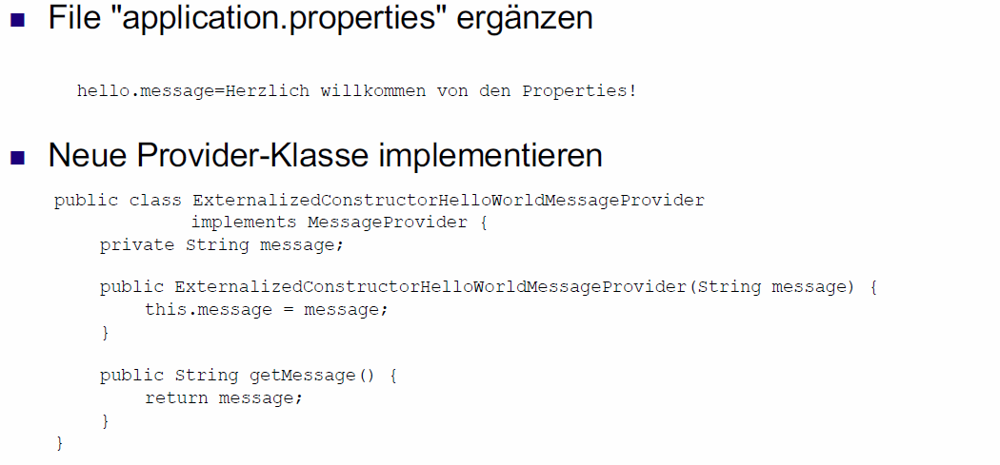 File "application.properties" ergänzen
hello.message=Herzlich willkommen von den Properties!
Neue Provider-Klasse implementieren
public class ExternalizedConstructorHelloWorldMessageProvider
implements MessageProvider {
private String message;
public ExternalizedConstructorHelloWorldMessageProvider(String message) {
this.message = message;
}
public String getMessage() {
return message;
}
}